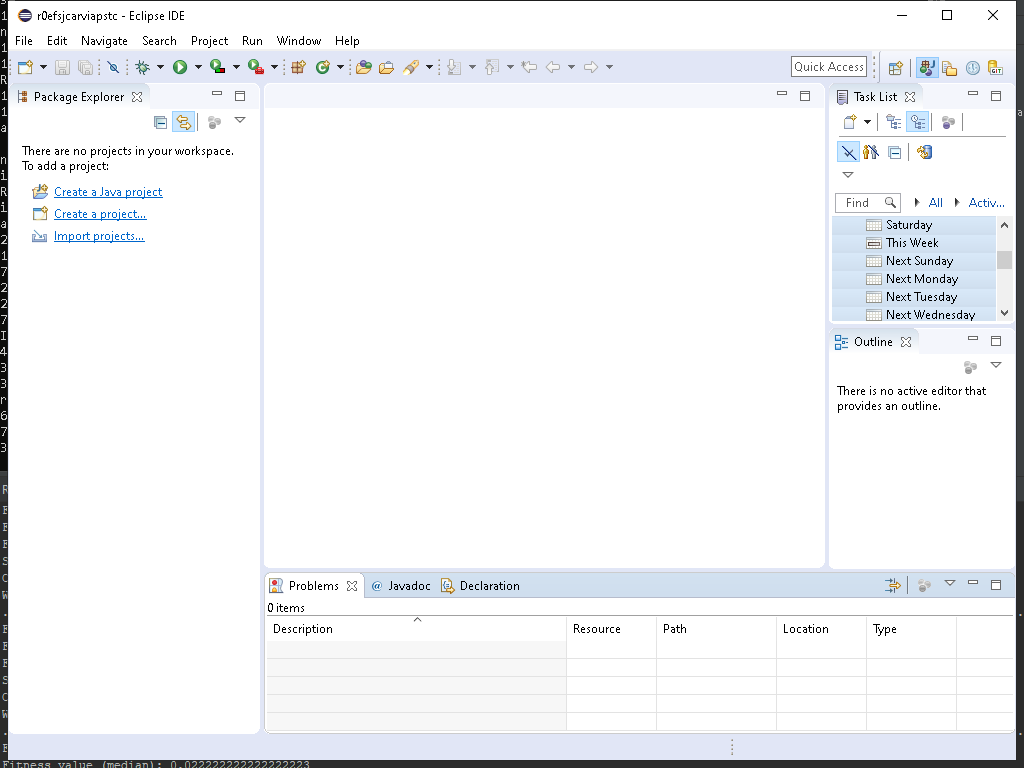 r0efsjcarviapstc - Eclipse IDE
File Edit Navigate Search Project Run Window Help
Quick Access
Package Explorer
There are no projects in your workspace.
To add a project:
Create a Java project
Create a project...
Import projects...
Task List
Find
All
Activ...
Saturday
This Week
Next Sunday
Next Monday
Next Tuesday
Next Wednesday
Outline
There is no active editor that
provides an outline.
Problems
@ Javadoc
Declaration
0 items
Description Resource Path Location Type
Fitness value (median): 0.022222222222222223